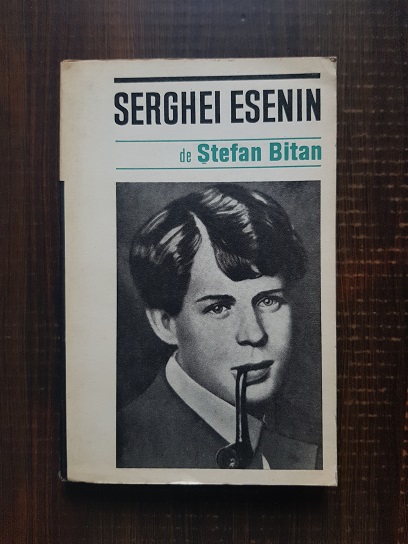 SERGHEI ESENIN
de Ştefan Bitan